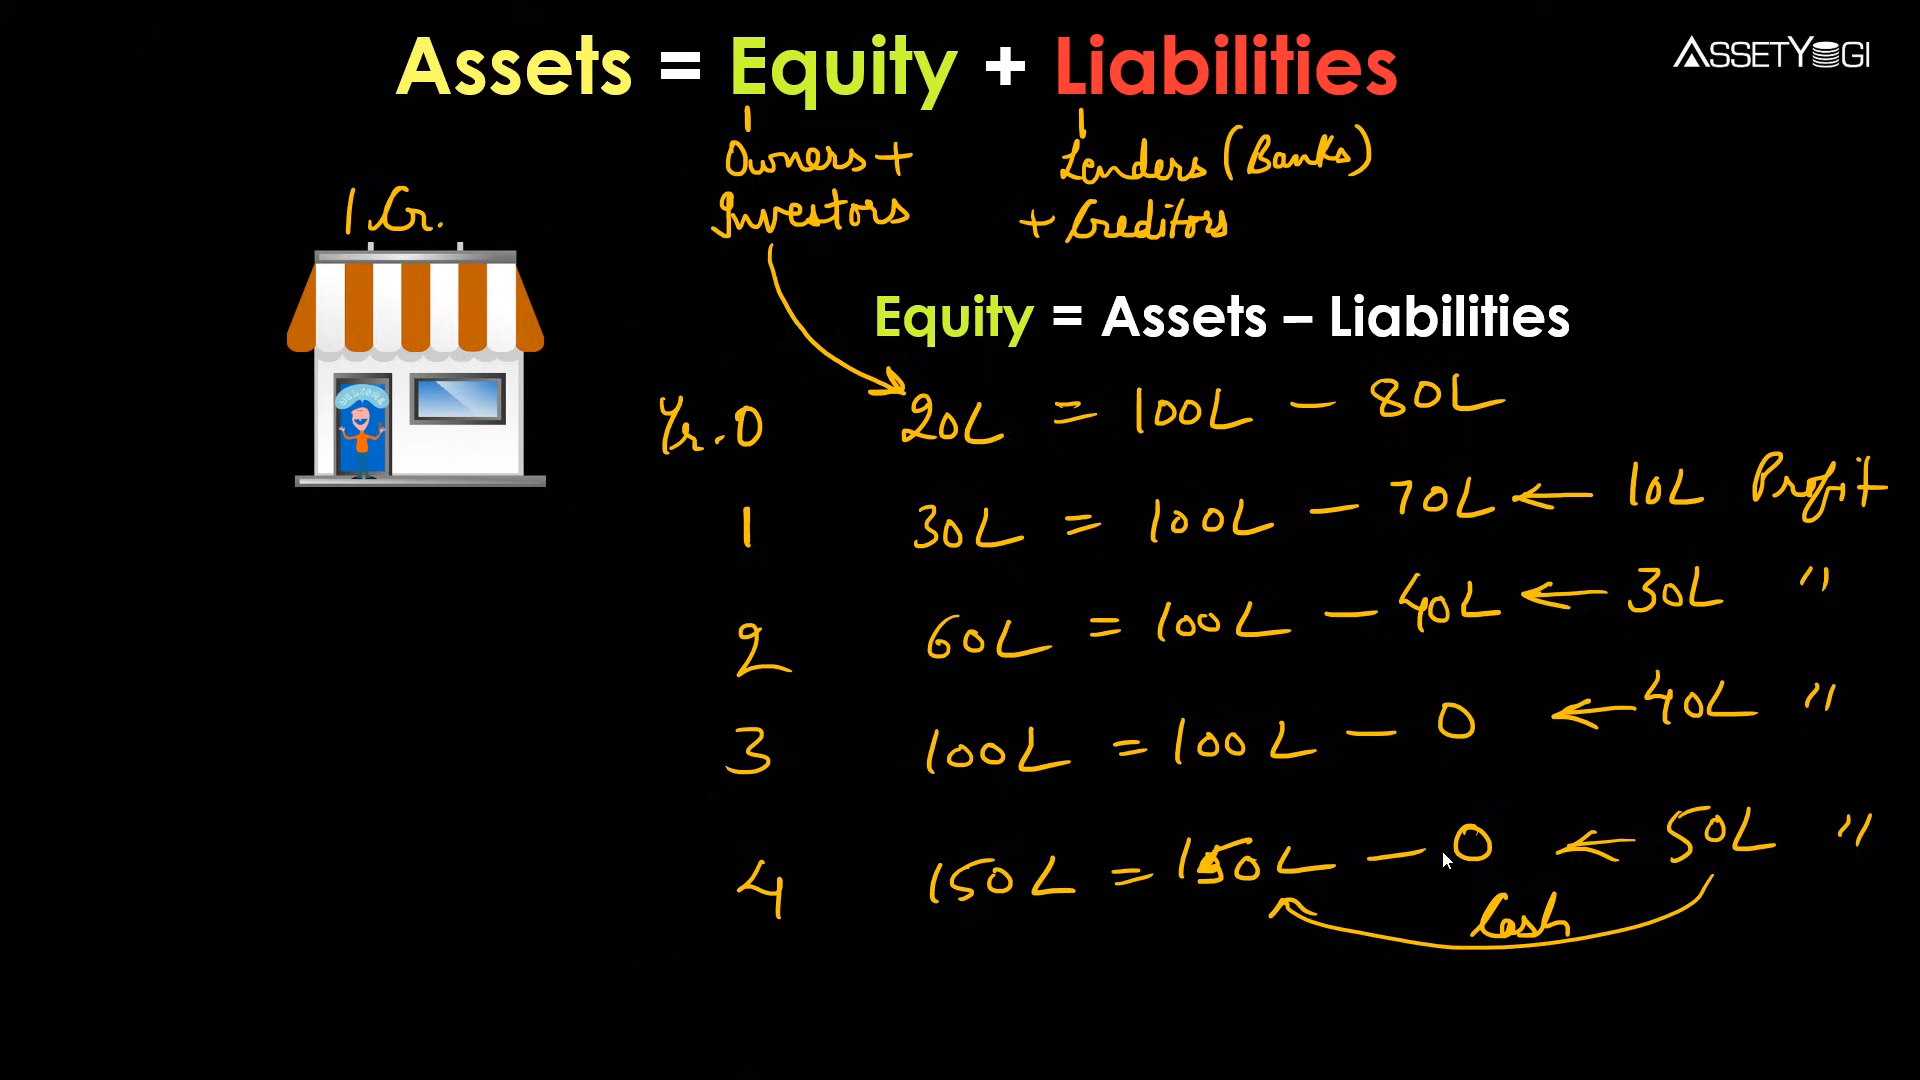 Assets = Equity + Liabilities
ASSETYOGI
Owners + Investors
Lenders (Banks) + Creditors
1 Cr.
WELCOME
Equity = Assets – Liabilities
Yr. 0 20L = 100L – 80L
1 30L = 100L – 70L ← 10L Profit
2 60L = 100L – 40L ← 30L "
3 100L = 100L – 0 ← 40L "
4 150L = 150L – 0 ← 50L "
Cash